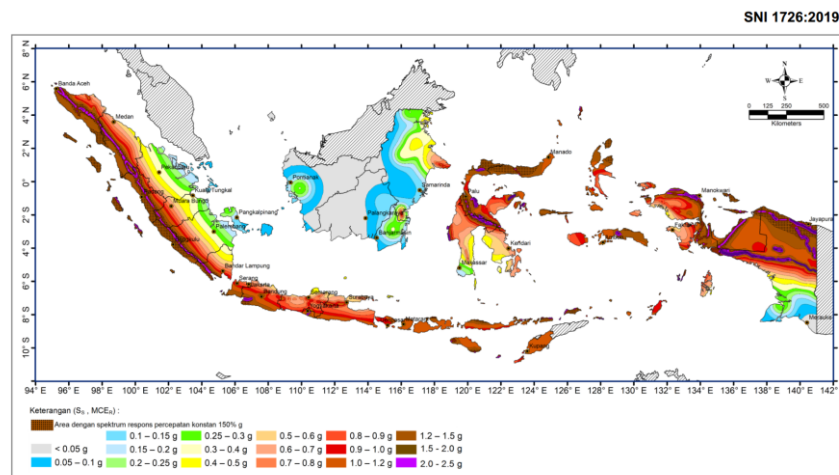 SNI 1726:2019
8° N
6° N
4° N
2° N
0°
2° S
4° S
6° S
8° S
10° S
Banda Aceh
Medan
Pekanbaru
Kuala Tungkal
Muara Bungo
Palembang
Pangkalpinang
Bandar Lampung
Serang
Bandung
Semarang
Surabaya
Pontianak
Samarinda
Manado
Palu
Kendari
Makassar
Kupang
Manokwari
Jayapura
Merauke
N
W
E
S
0 125 250 500
Kilometers
94° E 96° E 98° E 100° E 102° E 104° E 106° E 108° E 110° E 112° E 114° E 116° E 118° E 120° E 122° E 124° E 126° E 128° E 130° E 132° E 134° E 136° E 138° E 140° E 142° E
Keterangan (SS , MCER) :
Area dengan spektrum respons percepatan konstan 150% g
0.1 – 0.15 g 0.25 – 0.3 g 0.5 – 0.6 g 0.8 – 0.9 g 1.2 – 1.5 g
< 0.05 g 0.15 – 0.2 g 0.3 – 0.4 g 0.6 – 0.7 g 0.9 – 1.0 g 1.5 - 2.0 g
0.05 – 0.1 g 0.2 – 0.25 g 0.4 – 0.5 g 0.7 – 0.8 g 1.0 – 1.2 g 2.0 - 2.5 g